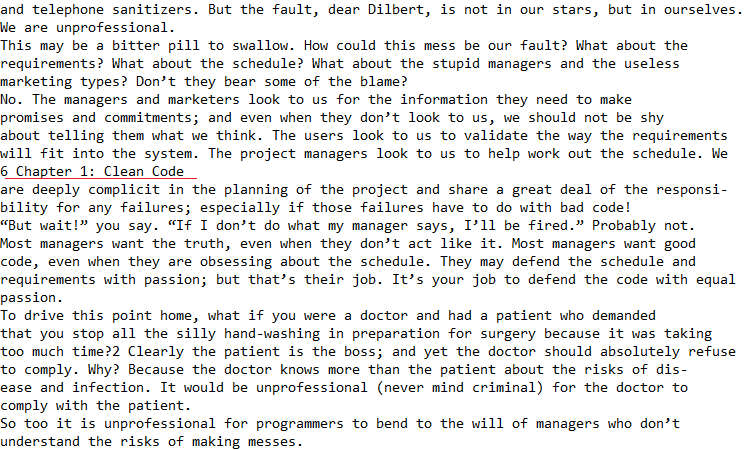 and telephone sanitizers. But the fault, dear Dilbert, is not in our stars, but in ourselves.
We are unprofessional.
This may be a bitter pill to swallow. How could this mess be our fault? What about the
requirements? What about the schedule? What about the stupid managers and the useless
marketing types? Don’t they bear some of the blame?
No. The managers and marketers look to us for the information they need to make
promises and commitments; and even when they don’t look to us, we should not be shy
about telling them what we think. The users look to us to validate the way the requirements
will fit into the system. The project managers look to us to help work out the schedule. We
6 Chapter 1: Clean Code
are deeply complicit in the planning of the project and share a great deal of the responsi-
bility for any failures; especially if those failures have to do with bad code!
“But wait!” you say. “If I don’t do what my manager says, I’ll be fired.” Probably not.
Most managers want the truth, even when they don’t act like it. Most managers want good
code, even when they are obsessing about the schedule. They may defend the schedule and
requirements with passion; but that’s their job. It’s your job to defend the code with equal
passion.
To drive this point home, what if you were a doctor and had a patient who demanded
that you stop all the silly hand-washing in preparation for surgery because it was taking
too much time?2 Clearly the patient is the boss; and yet the doctor should absolutely refuse
to comply. Why? Because the doctor knows more than the patient about the risks of dis-
ease and infection. It would be unprofessional (never mind criminal) for the doctor to
comply with the patient.
So too it is unprofessional for programmers to bend to the will of managers who don’t
understand the risks of making messes.